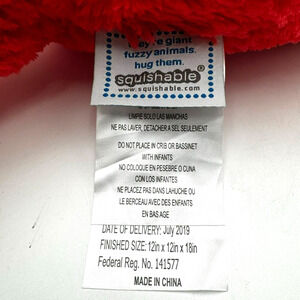 they're giant
fuzzy animals.
hug them.
squishable®
www.squishable.com
LIMPIE SOLO LAS MANCHAS
NE PAS LAVER, DETACHER A SEL SEULEMENT
DO NOT PLACE IN CRIB OR BASSINET
WITH INFANTS
NO COLOQUE EN PESEBRE O CUNA
CON LOS INFANTES
NE PLACEZ PAS DANS LAHUCHE OU
LE BERCEAU AVEC DES ENFANTS
EN BAS AGE
DATE OF DELIVERY: July 2019
FINISHED SIZE: 12in x 12in x 18in
Federal Reg. No. 141577
MADE IN CHINA